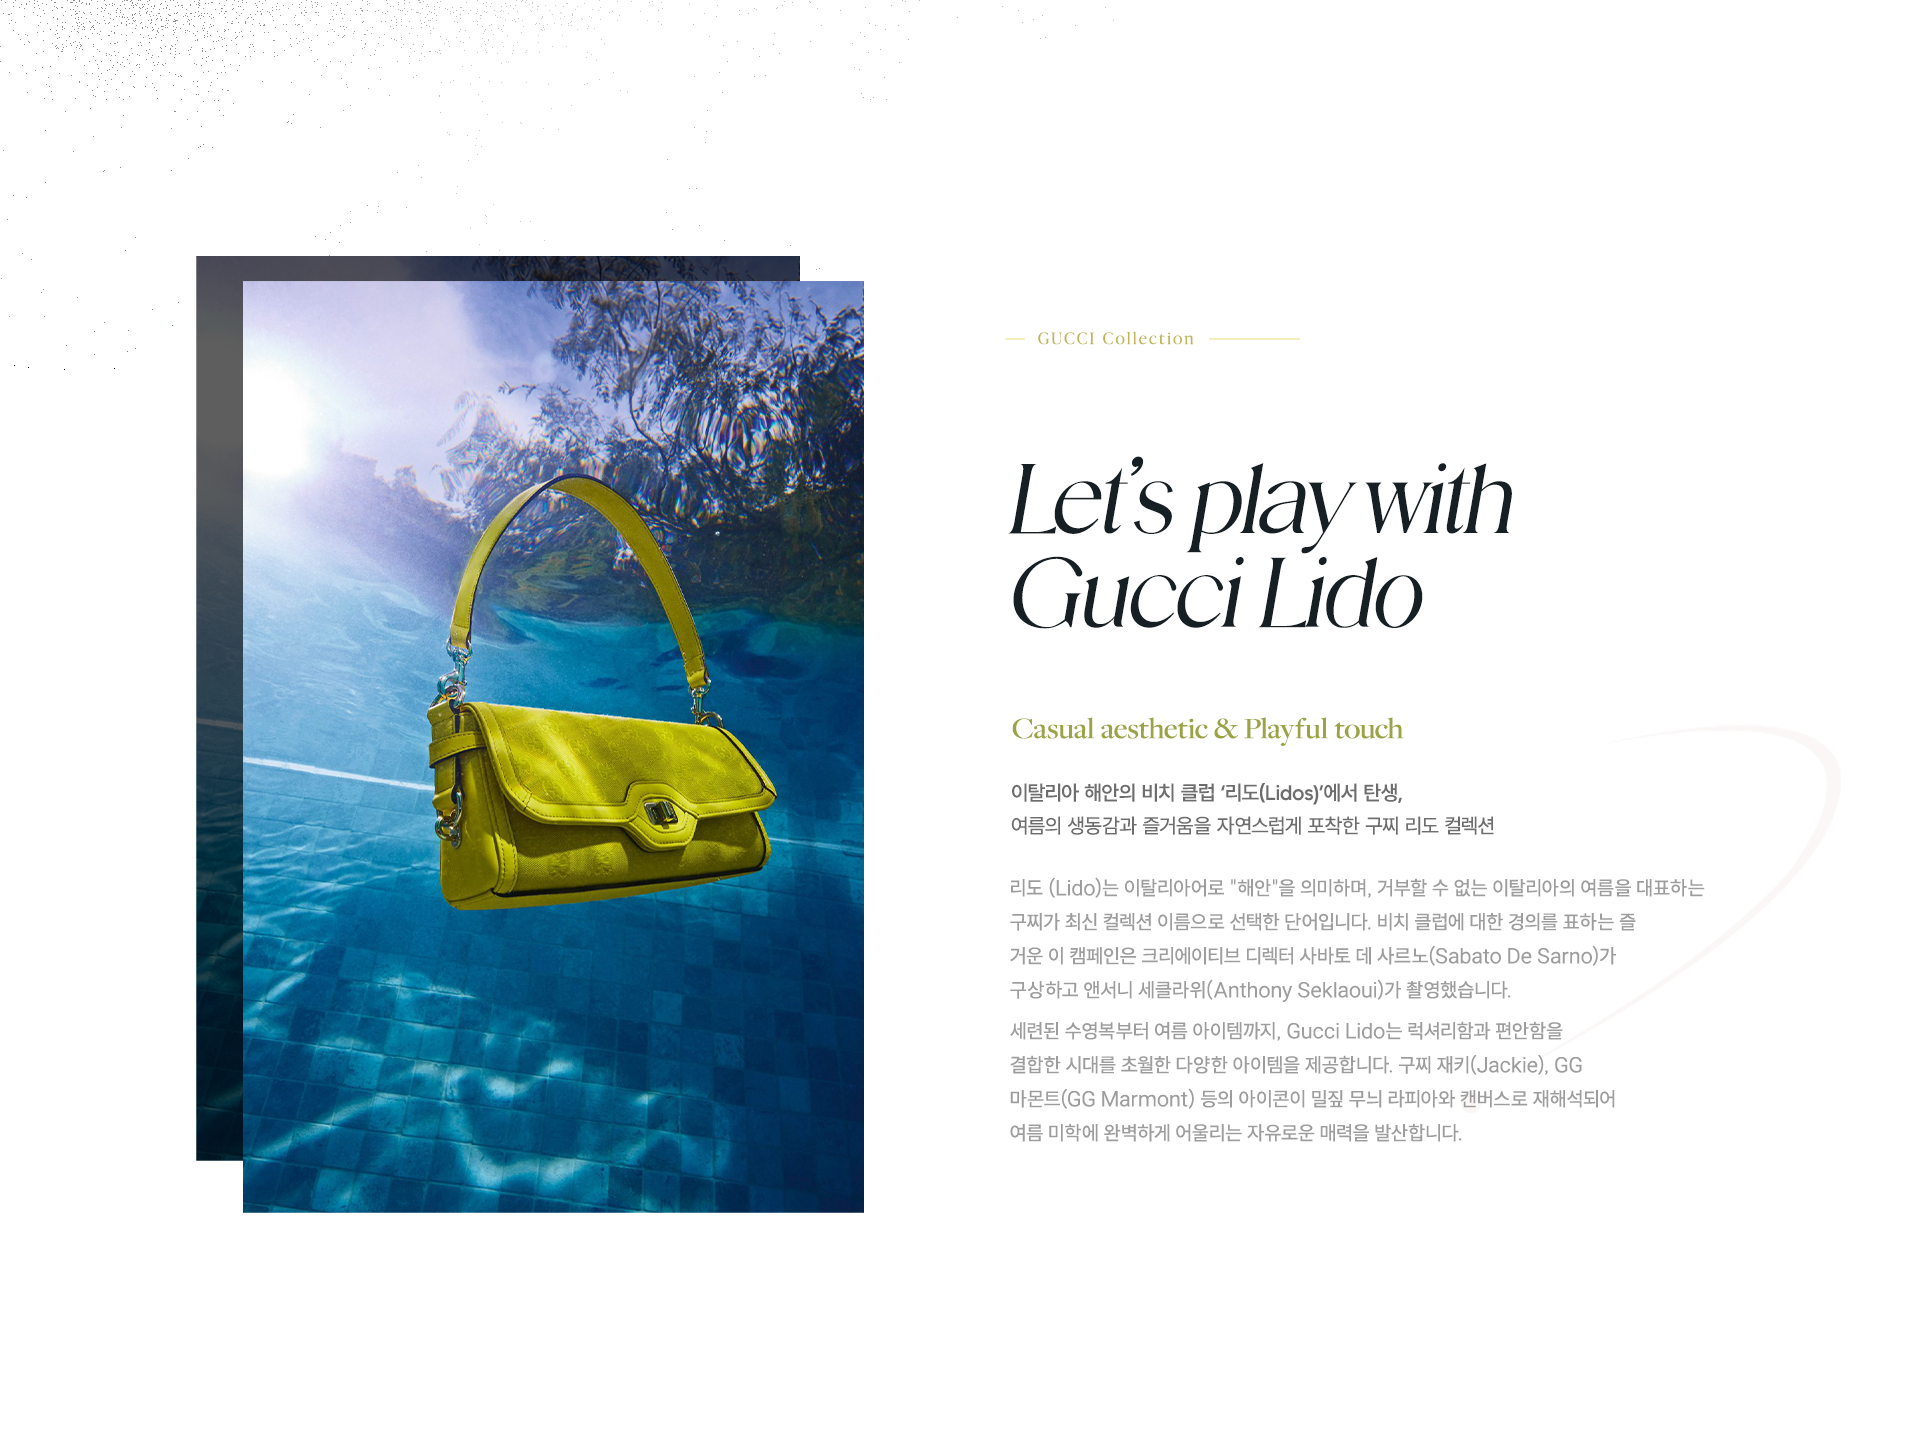 GUCCI Collection
Let’s play with
Gucci Lido
Casual aesthetic & Playful touch
이탈리아 해안의 비치 클럽 ‘리도(Lidos)’에서 탄생,
여름의 생동감과 즐거움을 자연스럽게 포착한 구찌 리도 컬렉션
리도 (Lido)는 이탈리아어로 "해안"을 의미하며, 거부할 수 없는 이탈리아의 여름을 대표하는
구찌가 최신 컬렉션 이름으로 선택한 단어입니다. 비치 클럽에 대한 경의를 표하는 즐
거운 이 캠페인은 크리에이티브 디렉터 사바토 데 사르노(Sabato De Sarno)가
구상하고 앤서니 세클라위(Anthony Seklaoui)가 촬영했습니다.
세련된 수영복부터 여름 아이템까지, Gucci Lido는 럭셔리함과 편안함을
결합한 시대를 초월한 다양한 아이템을 제공합니다. 구찌 재키(Jackie), GG
마몬트(GG Marmont) 등의 아이콘이 밀짚 무늬 라피아와 캔버스로 재해석되어
여름 미학에 완벽하게 어울리는 자유로운 매력을 발산합니다.